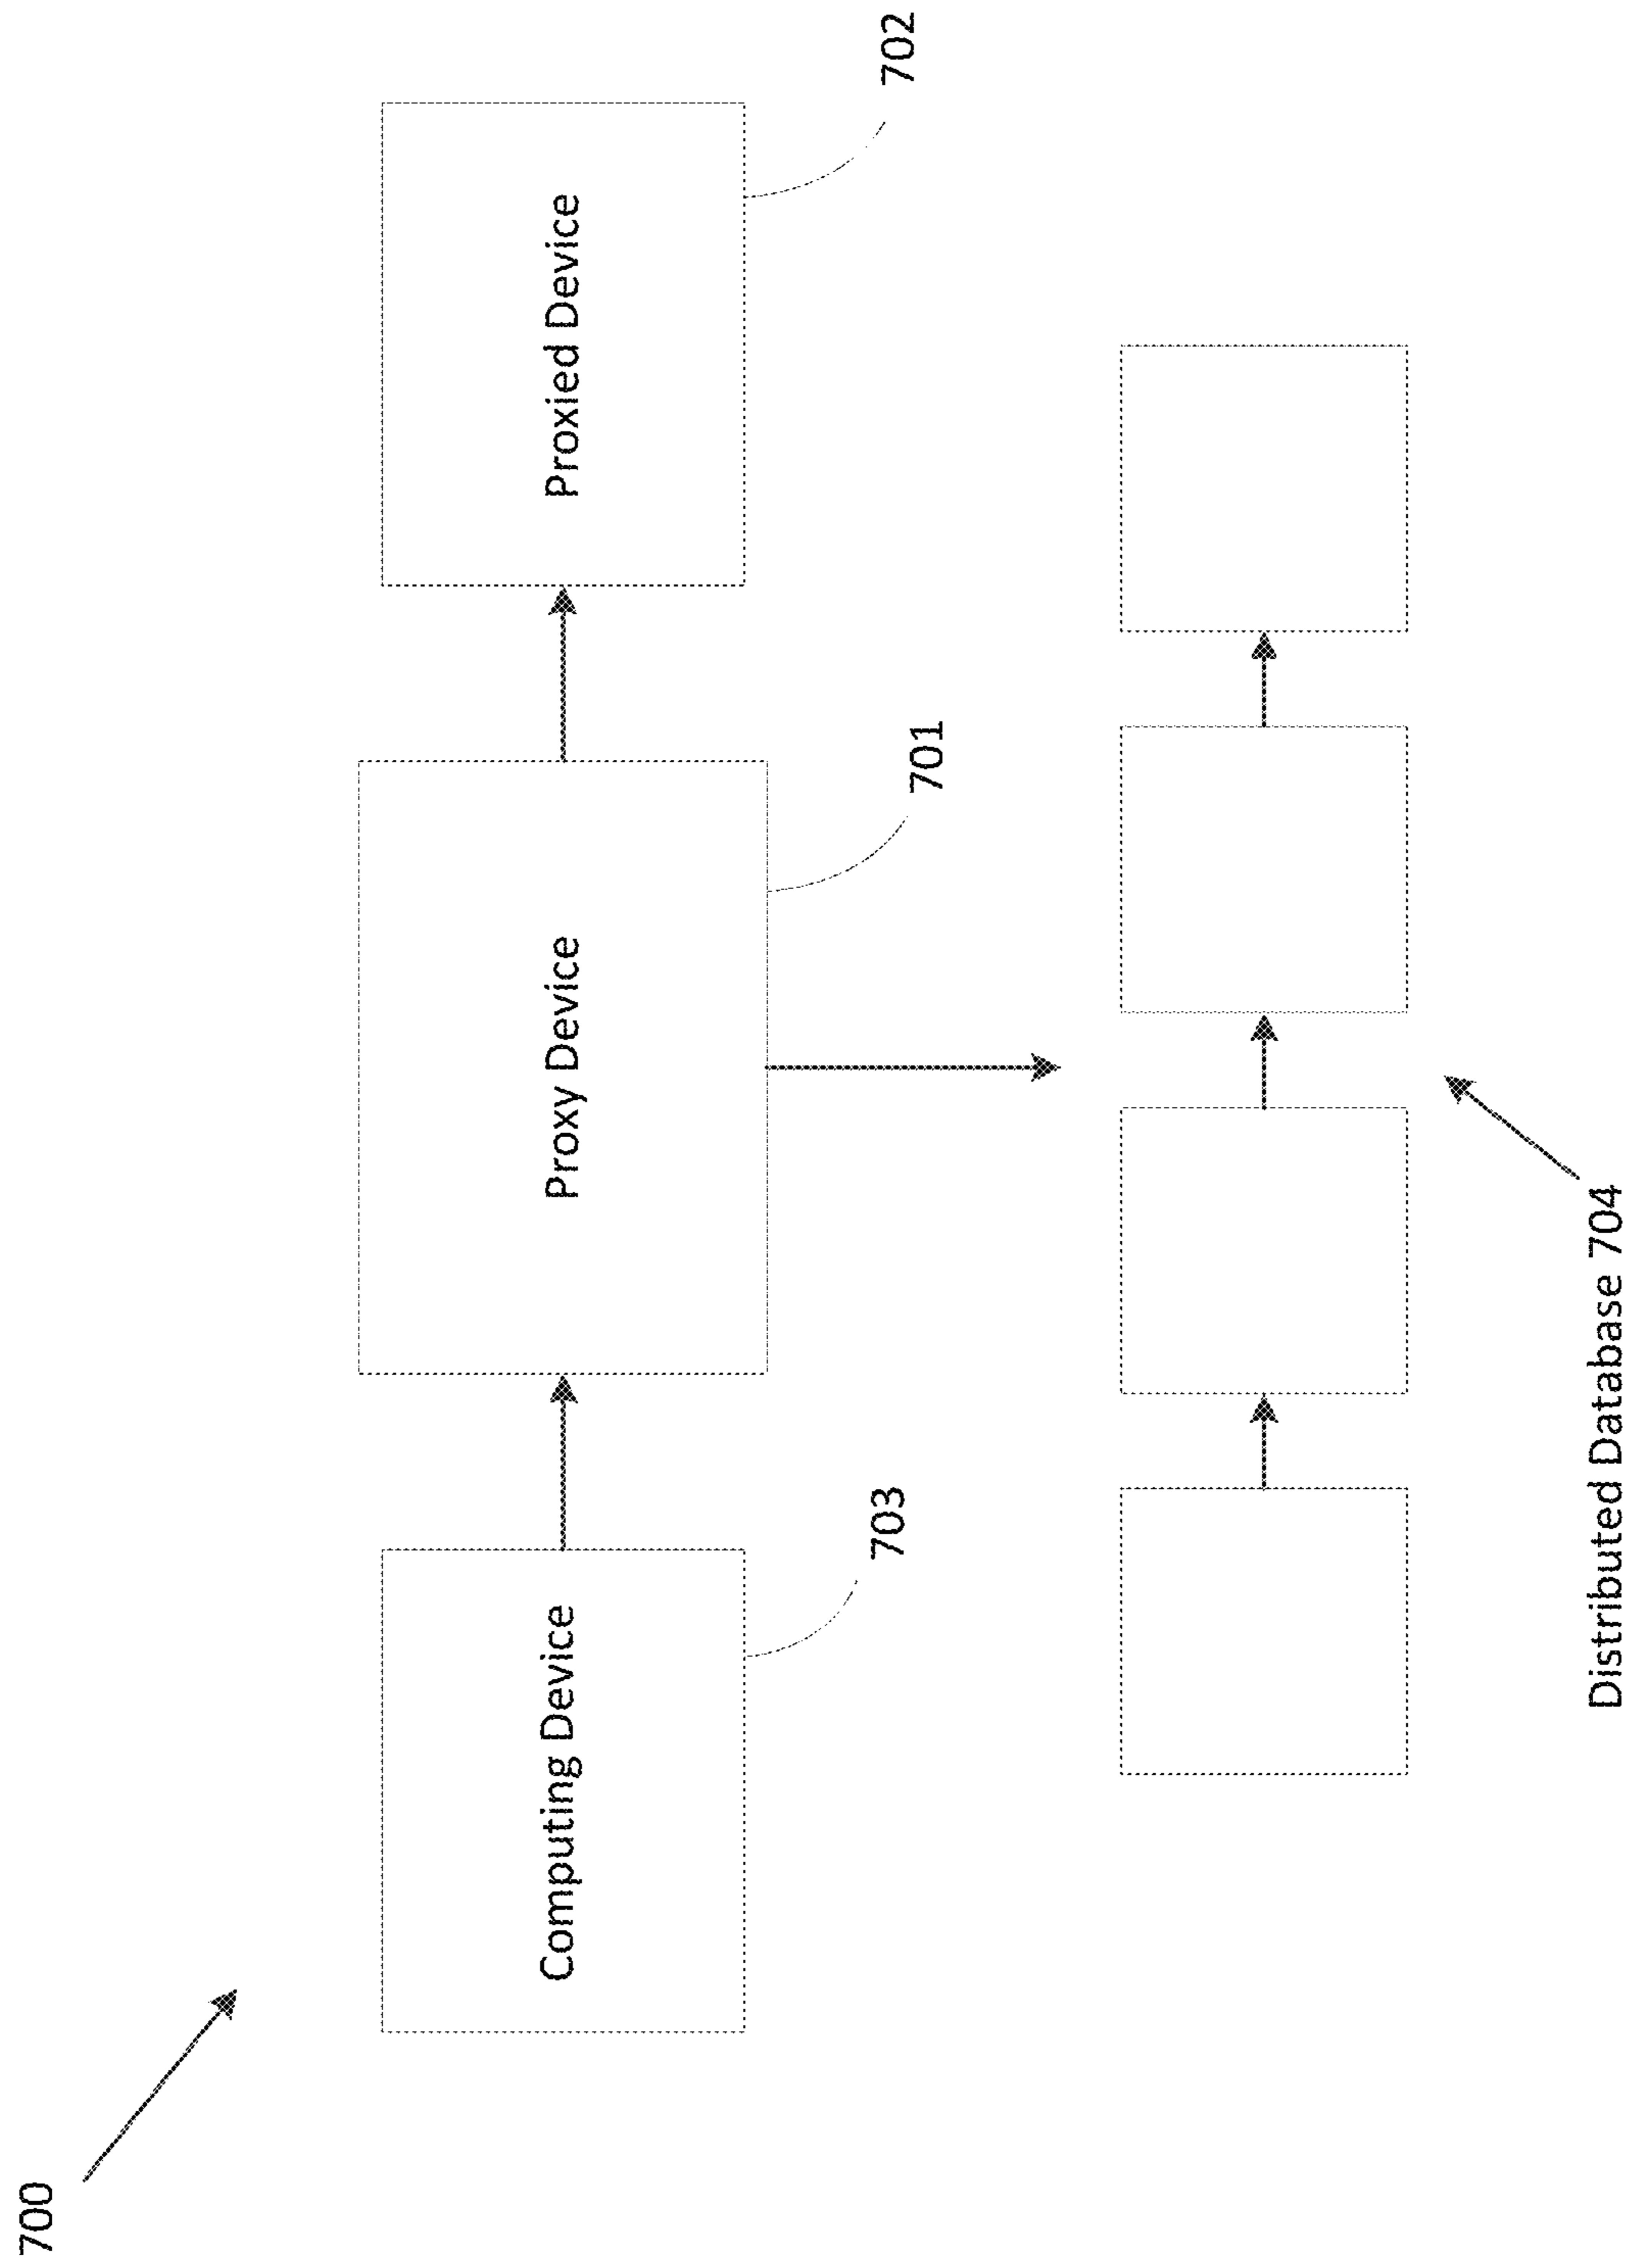 700
Computing Device
703
Proxy Device
701
Proxied Device
702
Distributed Database 704